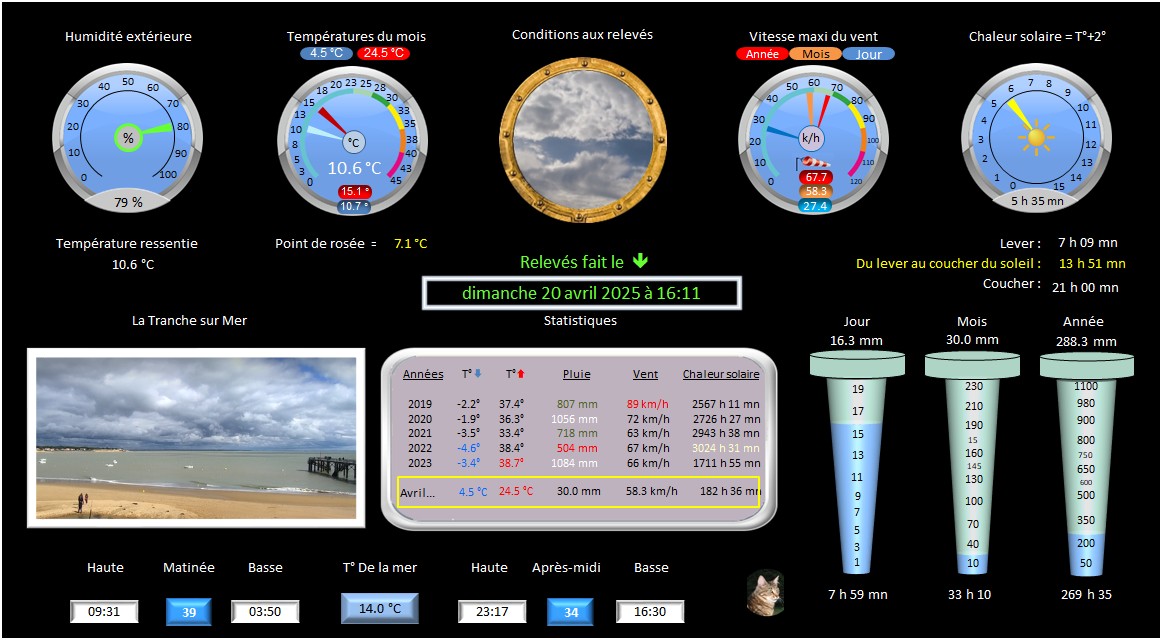 Humidité extérieure
Températures du mois
4.5 °C 24.5 °C
Conditions aux relevés
Vitesse maxi du vent
Année Mois Jour
Chaleur solaire = T°+2°
0 10 20 30 40 50 60 70 80 90 100
%
79 %
0 3 5 8 10 13 15 18 20 23 25 28 30 33 35 38 40 43 45
°C
10.6 °C
15.1 °
10.7 °
0 10 20 30 40 50 60 70 80 90 100 110 120
k/h
67.7
58.3
27.4
0 1 2 3 4 5 6 7 8 9 10 11 12 13 14 15
5 h 35 mn
Température ressentie
10.6 °C
Point de rosée = 7.1 °C
Relevés fait le
dimanche 20 avril 2025 à 16:11
Lever : 7 h 09 mn
Du lever au coucher du soleil : 13 h 51 mn
Coucher : 21 h 00 mn
La Tranche sur Mer
Statistiques
Années T° T° Pluie Vent Chaleur solaire
2019 -2.2° 37.4° 807 mm 89 km/h 2567 h 11 mn
2020 -1.9° 36.3° 1056 mm 72 km/h 2726 h 27 mn
2021 -3.5° 33.4° 718 mm 63 km/h 2943 h 38 mn
2022 -4.6° 38.4° 504 mm 67 km/h 3024 h 31 mn
2023 -3.4° 38.7° 1084 mm 66 km/h 1711 h 55 mn
Avril... 4.5 °C 24.5 °C 30.0 mm 58.3 km/h 182 h 36 mn
Jour
16.3 mm
19
17
15
13
11
9
7
5
3
1
7 h 59 mn
Mois
30.0 mm
230
210
190
15
160
145
130
100
70
40
10
33 h 10
Année
288.3 mm
1100
980
900
800
750
650
600
500
350
200
50
269 h 35
Haute Matinée Basse
09:31 39 03:50
T° De la mer
14.0 °C
Haute Après-midi Basse
23:17 34 16:30